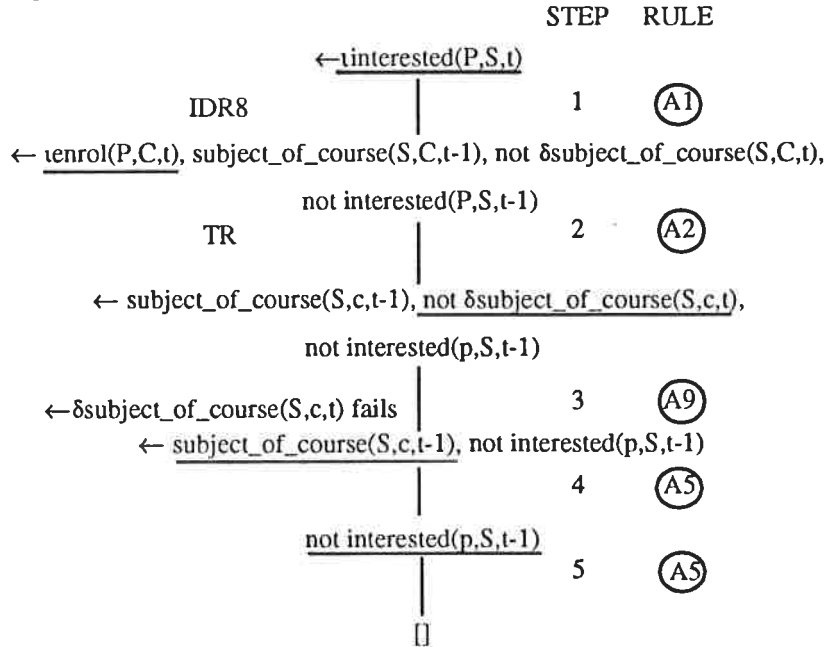 STEP RULE
←ιinterested(P,S,t)
IDR8 1 A1
← ιenrol(P,C,t), subject_of_course(S,C,t-1), not δsubject_of_course(S,C,t),
not interested(P,S,t-1)
TR 2 A2
← subject_of_course(S,c,t-1), not δsubject_of_course(S,c,t),
not interested(p,S,t-1)
←δsubject_of_course(S,c,t) fails 3 A9
← subject_of_course(S,c,t-1), not interested(p,S,t-1)
4 A5
not interested(p,S,t-1)
5 A5
[]